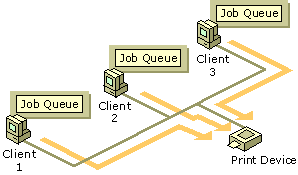 Job Queue
Client
3
Job Queue
Client
2
Job Queue
Client
1
Print Device